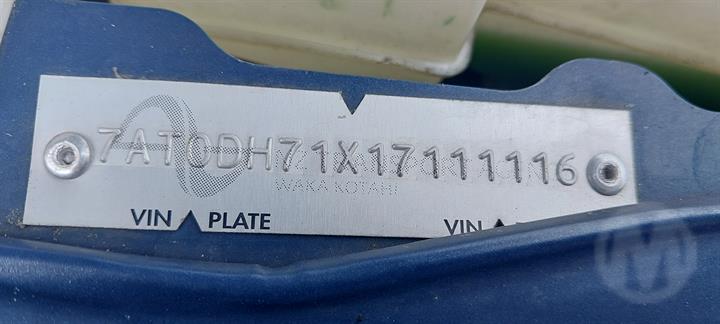 7AT0DH71X17111116
WAKA KOTAHI
VIN PLATE VIN
M